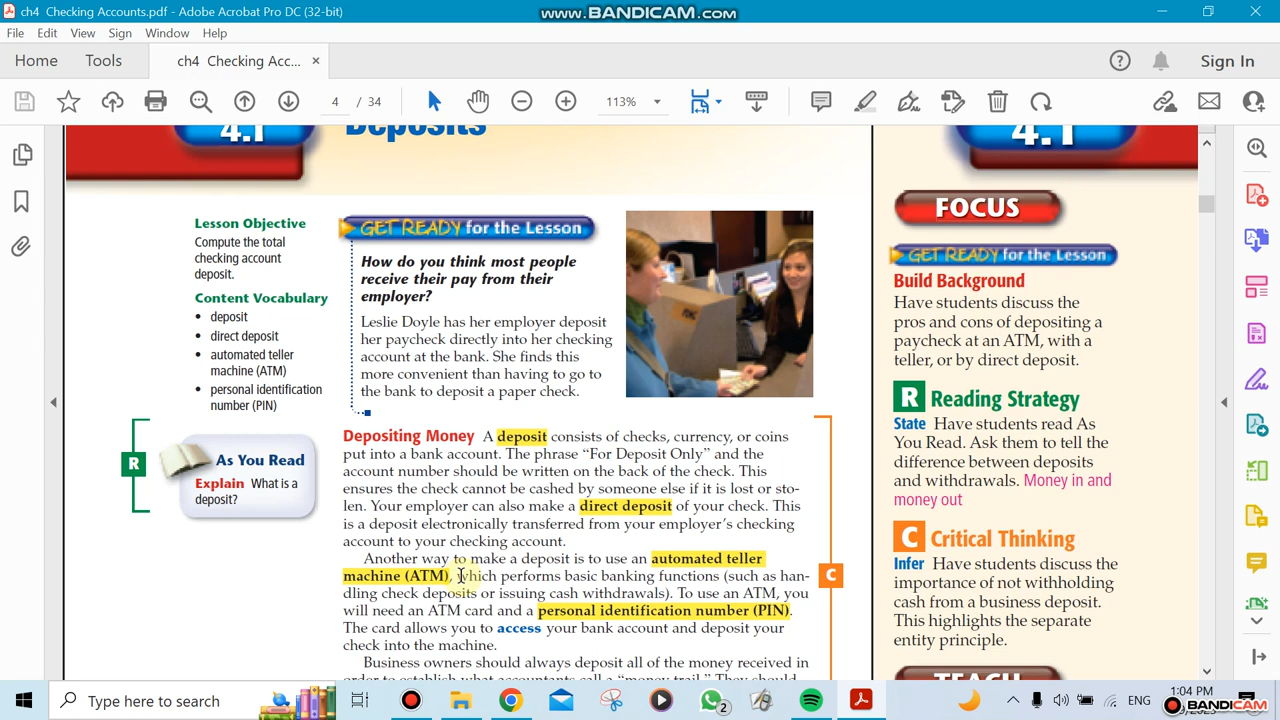 ch4 Checking Accounts.pdf - Adobe Acrobat Pro DC (32-bit)
www.BANDICAM.com
File Edit View Sign Window Help
Home Tools ch4 Checking Acc... × Sign In
4 / 34 113%
4.1 Deposits 4.1
Lesson Objective
Compute the total
checking account
deposit.
Content Vocabulary
• deposit
• direct deposit
• automated teller
machine (ATM)
• personal identification
number (PIN)
R
As You Read
Explain What is a
deposit?
GET READY for the Lesson
How do you think most people
receive their pay from their
employer?
Leslie Doyle has her employer deposit
her paycheck directly into her checking
account at the bank. She finds this
more convenient than having to go to
the bank to deposit a paper check.
Depositing Money A deposit consists of checks, currency, or coins
put into a bank account. The phrase “For Deposit Only” and the
account number should be written on the back of the check. This
ensures the check cannot be cashed by someone else if it is lost or sto-
len. Your employer can also make a direct deposit of your check. This
is a deposit electronically transferred from your employer’s checking
account to your checking account.
Another way to make a deposit is to use an automated teller
machine (ATM), which performs basic banking functions (such as han-
dling check deposits or issuing cash withdrawals). To use an ATM, you
will need an ATM card and a personal identification number (PIN).
The card allows you to access your bank account and deposit your
check into the machine.
Business owners should always deposit all of the money received in
order to establish what accountants call a “money trail.” They should
C
FOCUS
GET READY for the Lesson
Build Background
Have students discuss the
pros and cons of depositing a
paycheck at an ATM, with a
teller, or by direct deposit.
R Reading Strategy
State Have students read As
You Read. Ask them to tell the
difference between deposits
and withdrawals. Money in and
money out
C Critical Thinking
Infer Have students discuss the
importance of not withholding
cash from a business deposit.
This highlights the separate
entity principle.
TEACH
Type here to search
2
ENG
1:04 PM
BANDICAM